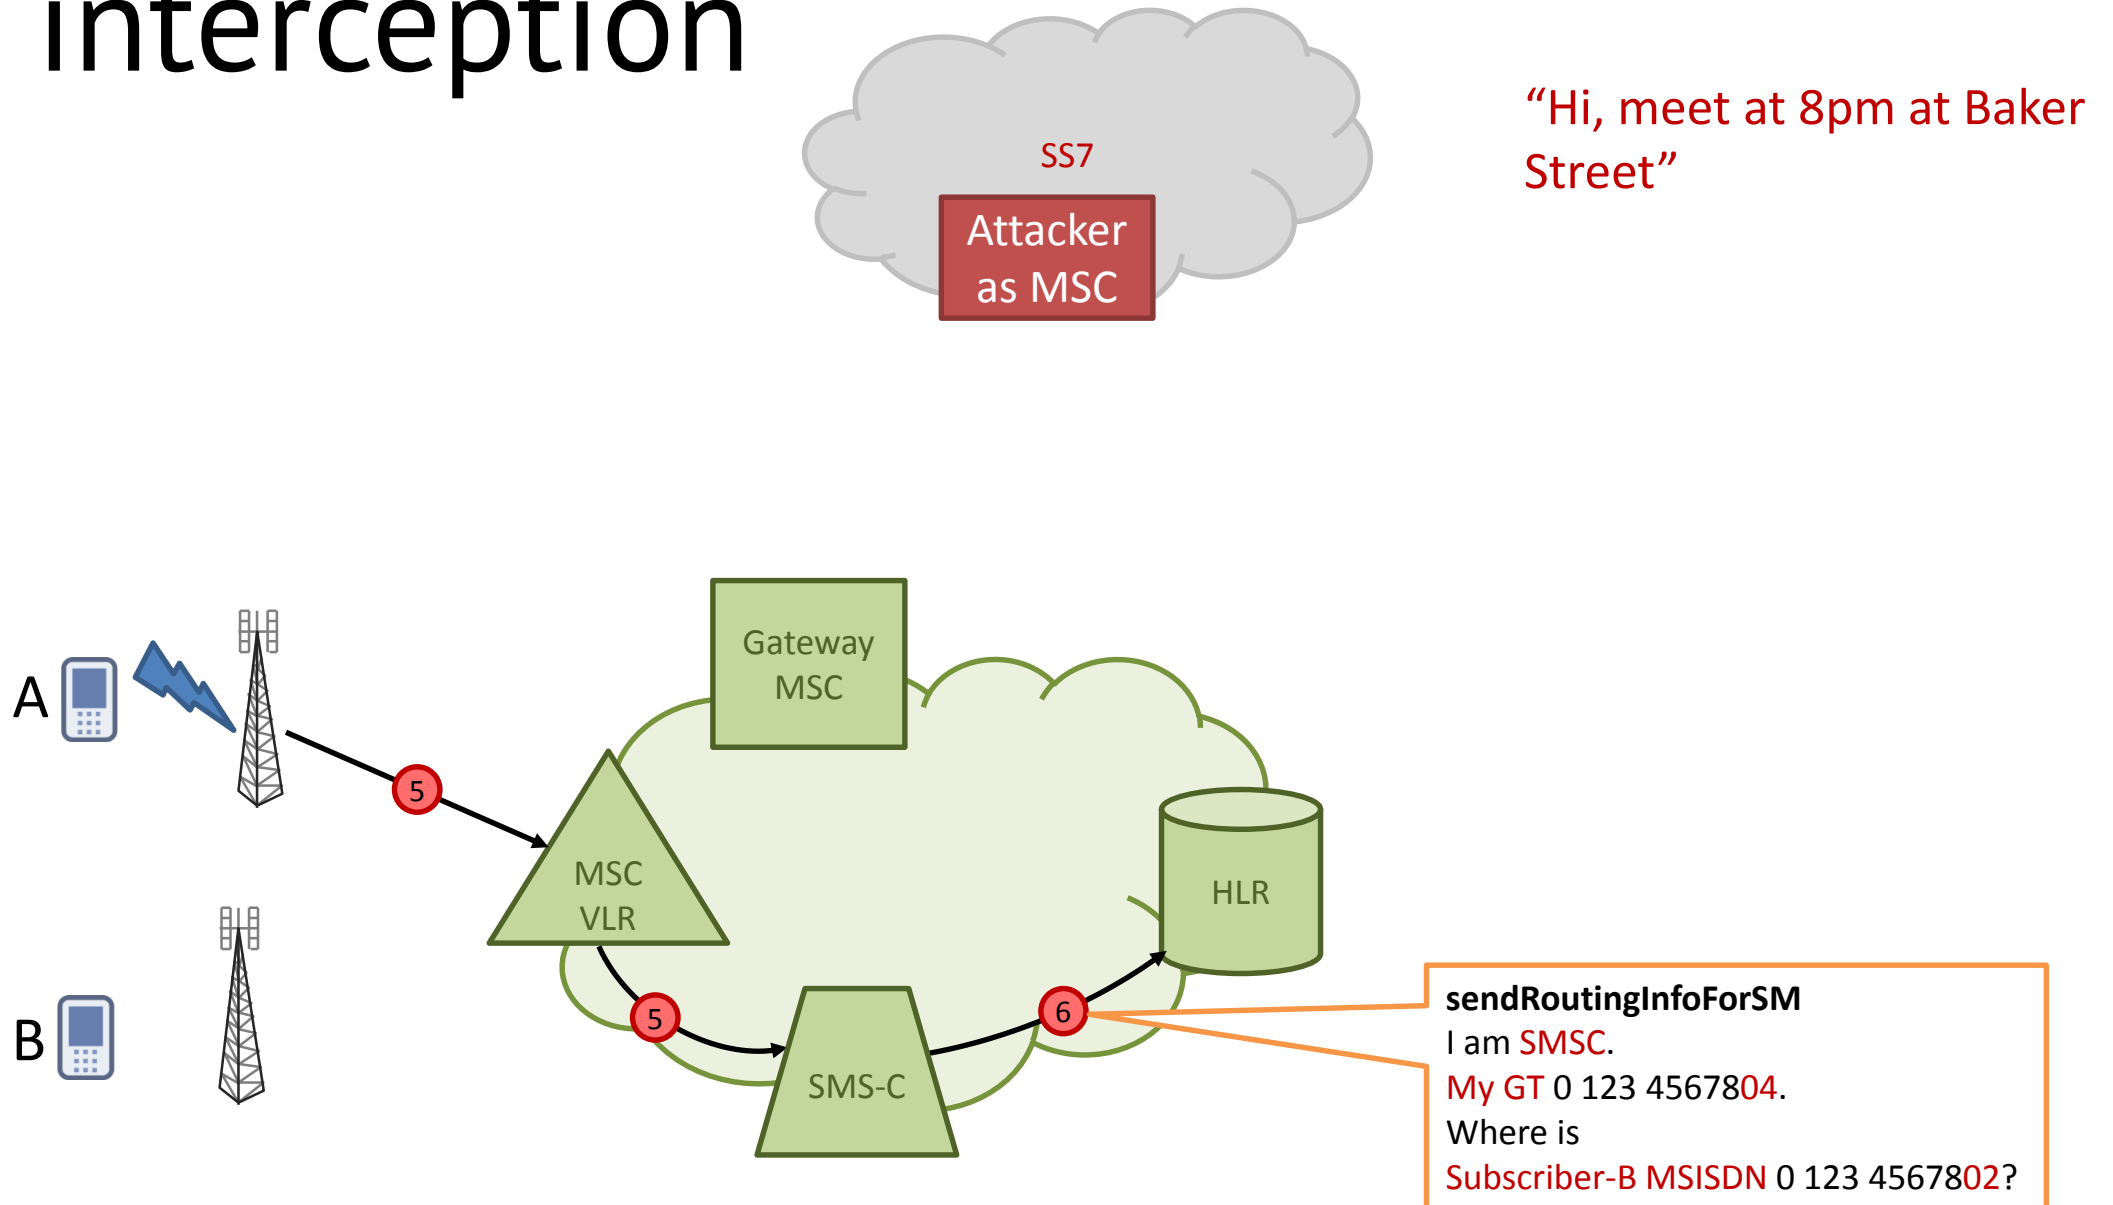 interception
“Hi, meet at 8pm at Baker
Street”
SS7
Attacker
as MSC
Gateway
MSC
A
5
MSC
VLR
HLR
B
5
6
SMS-C
sendRoutingInfoForSM
I am SMSC.
My GT 0 123 4567804.
Where is
Subscriber-B MSISDN 0 123 4567802?